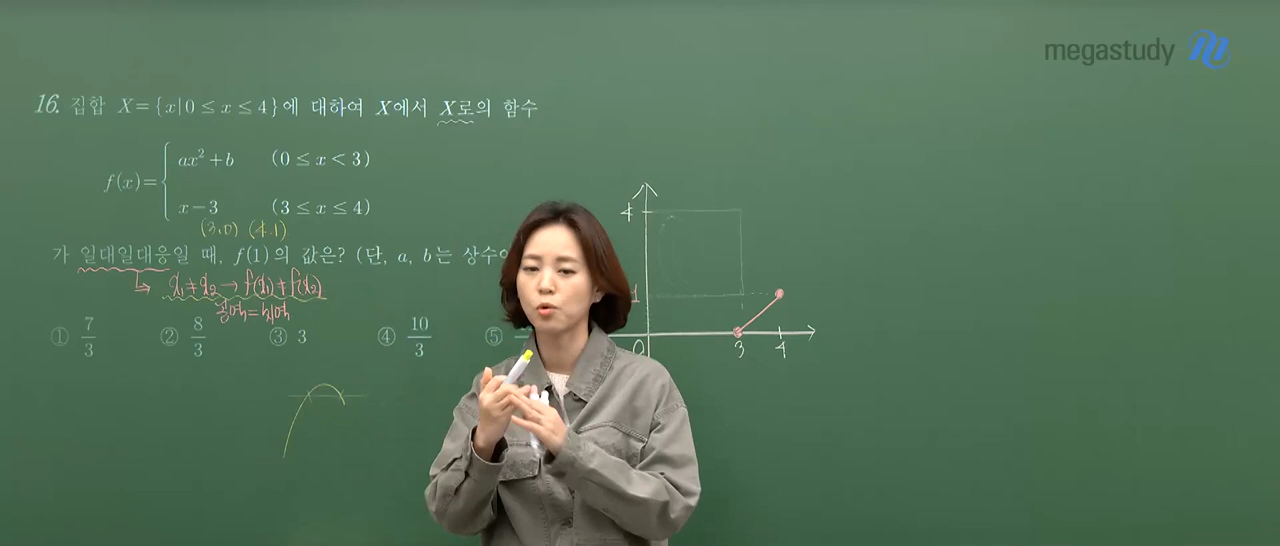 megastudy
16. 집합 X={x|0≤x≤4}에 대하여 X에서 X로의 함수
f(x)={
ax²+b (0≤x<3)
x-3 (3≤x≤4)
(3,0) (4,1)
가 일대일대응일 때, f(1)의 값은? (단, a, b는 상수
→ x₁≠x₂→f(x₁)≠f(x₂)
공역=치역
① 7/3 ② 8/3 ③ 3 ④ 10/3 ⑤
4
1
0 3 4